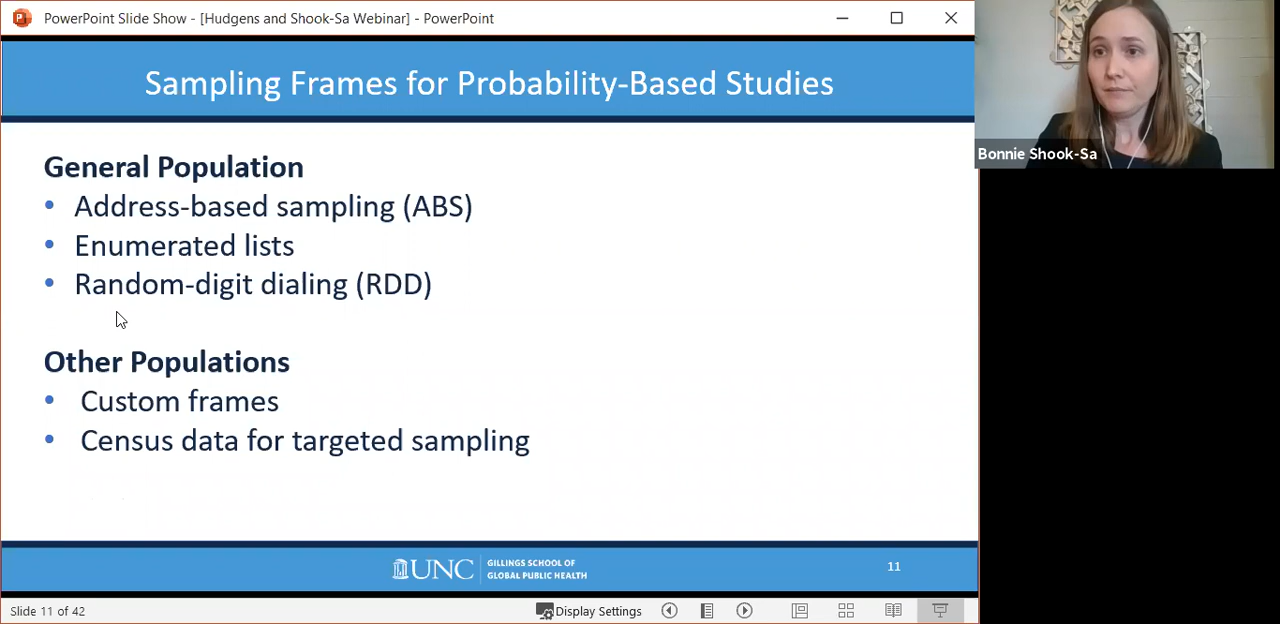 PowerPoint Slide Show - [Hudgens and Shook-Sa Webinar] - PowerPoint
Sampling Frames for Probability-Based Studies
Bonnie Shook-Sa
General Population
• Address-based sampling (ABS)
• Enumerated lists
• Random-digit dialing (RDD)
Other Populations
• Custom frames
• Census data for targeted sampling
UNC
GILLINGS SCHOOL OF
GLOBAL PUBLIC HEALTH
11
Slide 11 of 42
Display Settings